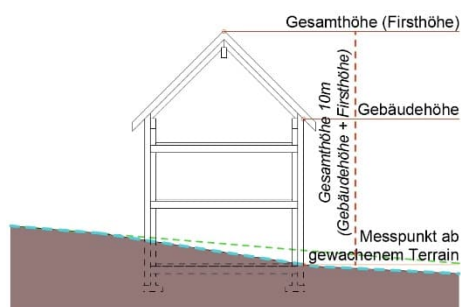 Gesamthöhe (Firsthöhe)
Gesamthöhe 10m
(Gebäudehöhe + Firsthöhe)
Gebäudehöhe
Messpunkt ab
gewachenem Terrain